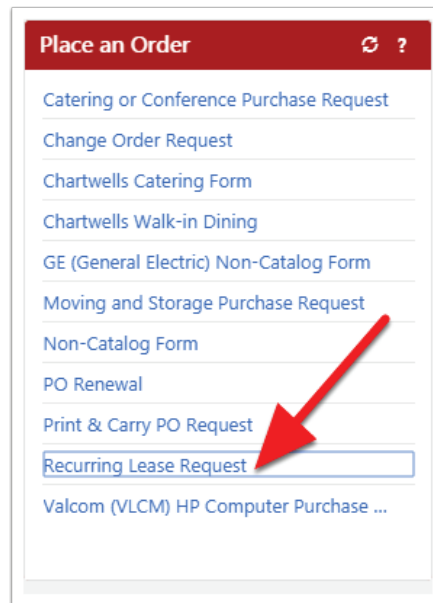 Place an Order ?
Catering or Conference Purchase Request
Change Order Request
Chartwells Catering Form
Chartwells Walk-in Dining
GE (General Electric) Non-Catalog Form
Moving and Storage Purchase Request
Non-Catalog Form
PO Renewal
Print & Carry PO Request
Recurring Lease Request
Valcom (VLCM) HP Computer Purchase ...